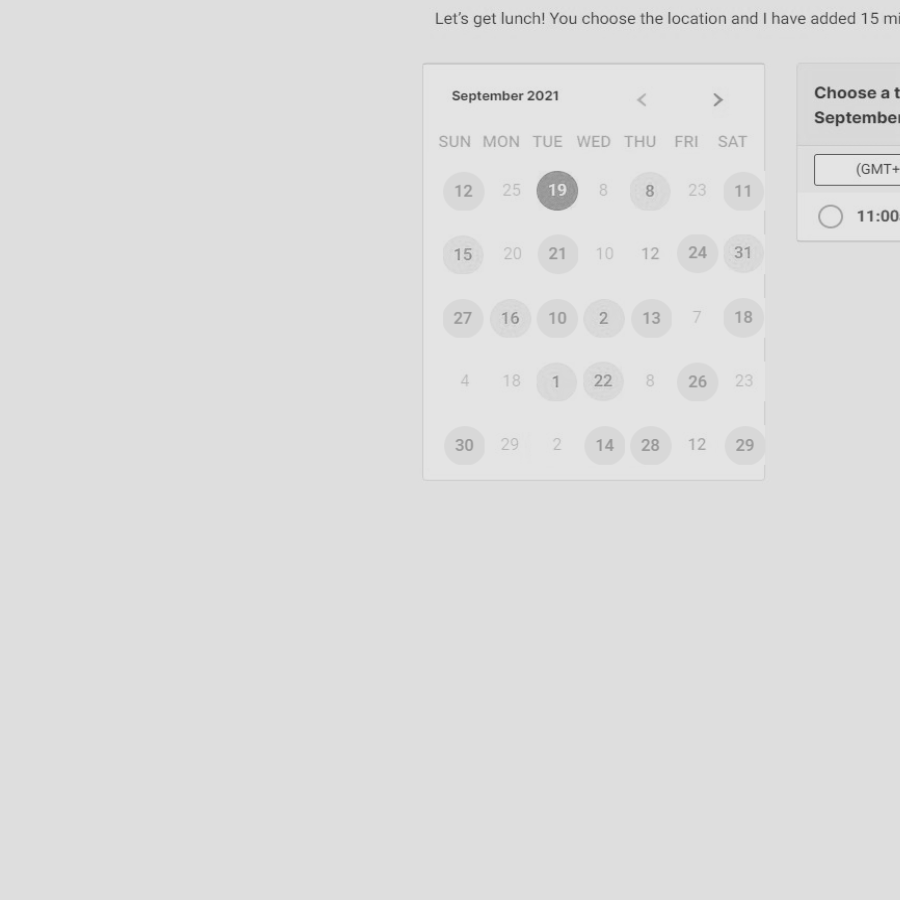 Let's get lunch! You choose the location and I have added 15
September 2021 < >
SUN MON TUE WED THU FRI SAT
12 25 19 8 8 23 11
15 20 21 10 12 24 31
27 16 10 2 13 7 18
4 18 1 22 8 26 23
30 29 2 14 28 12 29
Choose a
September
(GMT+
11:00